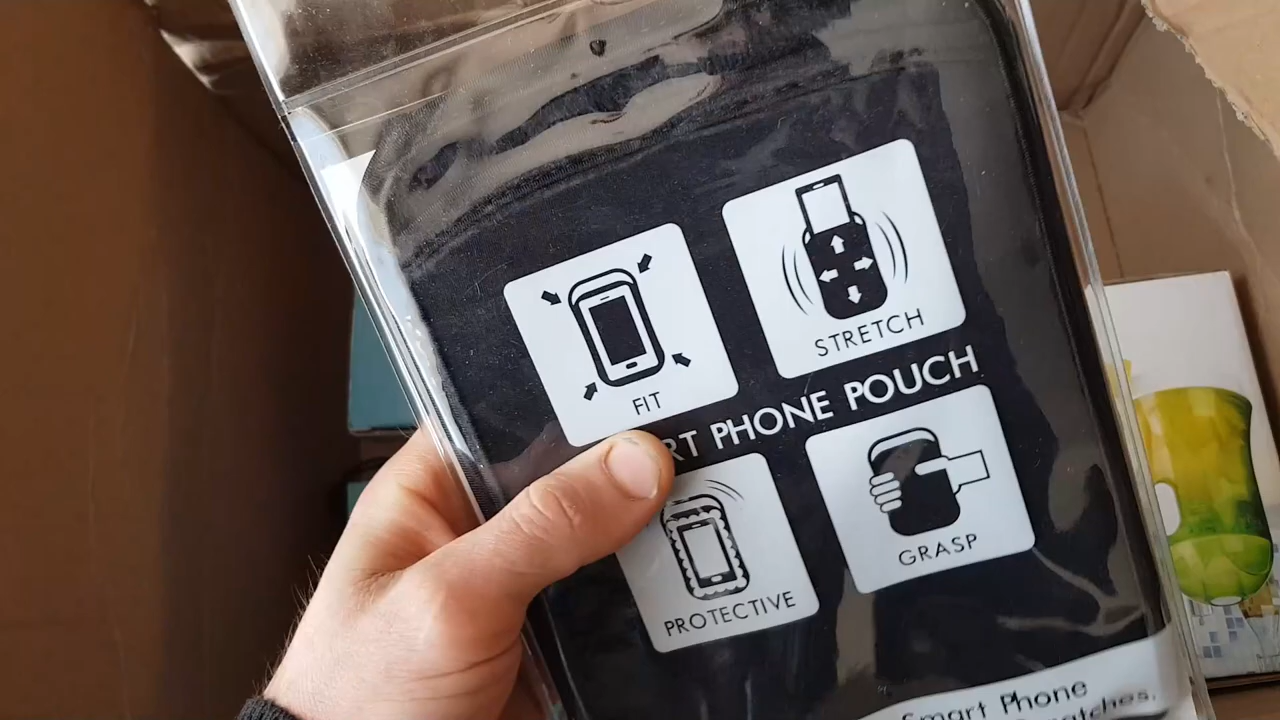 STRETCH
FIT
RT PHONE POUCH
GRASP
PROTECTIVE
Smart Phone